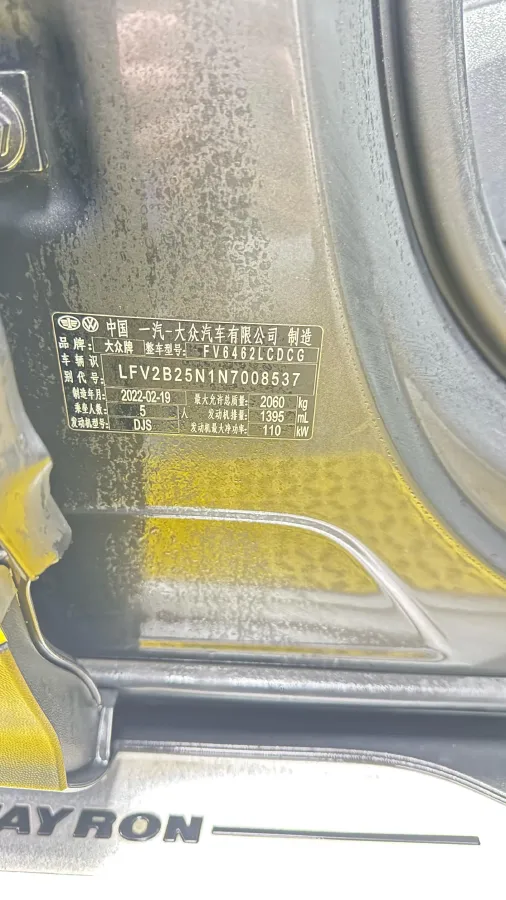 中国 一汽-大众汽车有限公司 制造
品牌: 大众牌 整车型号: FV6462LCDCG
车辆识别代号: LFV2B25N1N7008537
制造年月: 2022-02-19 最大允许总质量: 2060 kg
乘坐人数: 5 人 发动机排量: 1395 mL
发动机型号: DJS 发动机最大净功率: 110 kW
AYRON